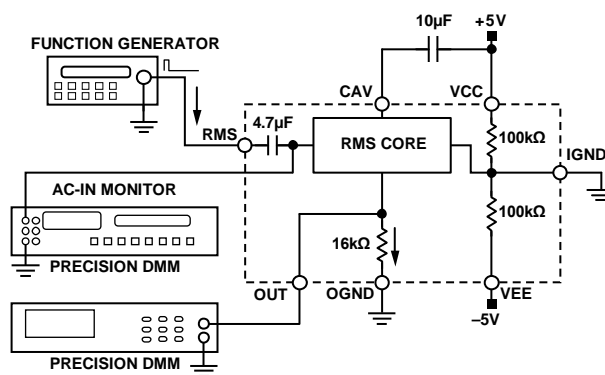 10µF
+5V
FUNCTION GENERATOR
CAV
VCC
4.7µF
RMS
RMS CORE
100kΩ
IGND
AC-IN MONITOR
100kΩ
16kΩ
PRECISION DMM
OUT
OGND
VEE
–5V
PRECISION DMM